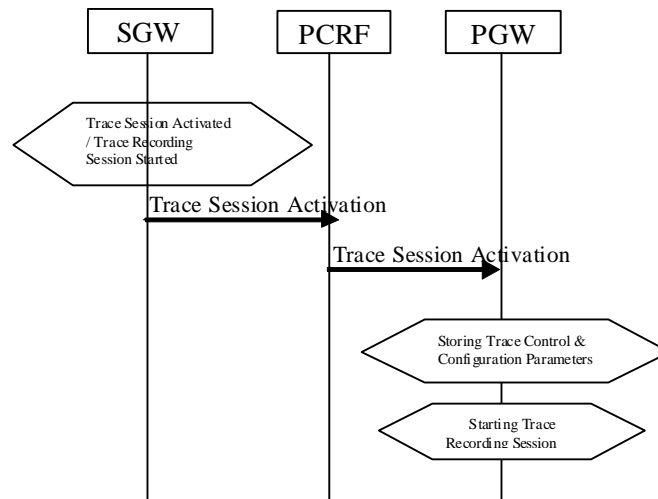 SGW
PCRF
PGW
Trace Session Activated
/ Trace Recording
Session Started
Trace Session Activation
Trace Session Activation
Storing Trace Control &
Configuration Parameters
Starting Trace
Recording Session